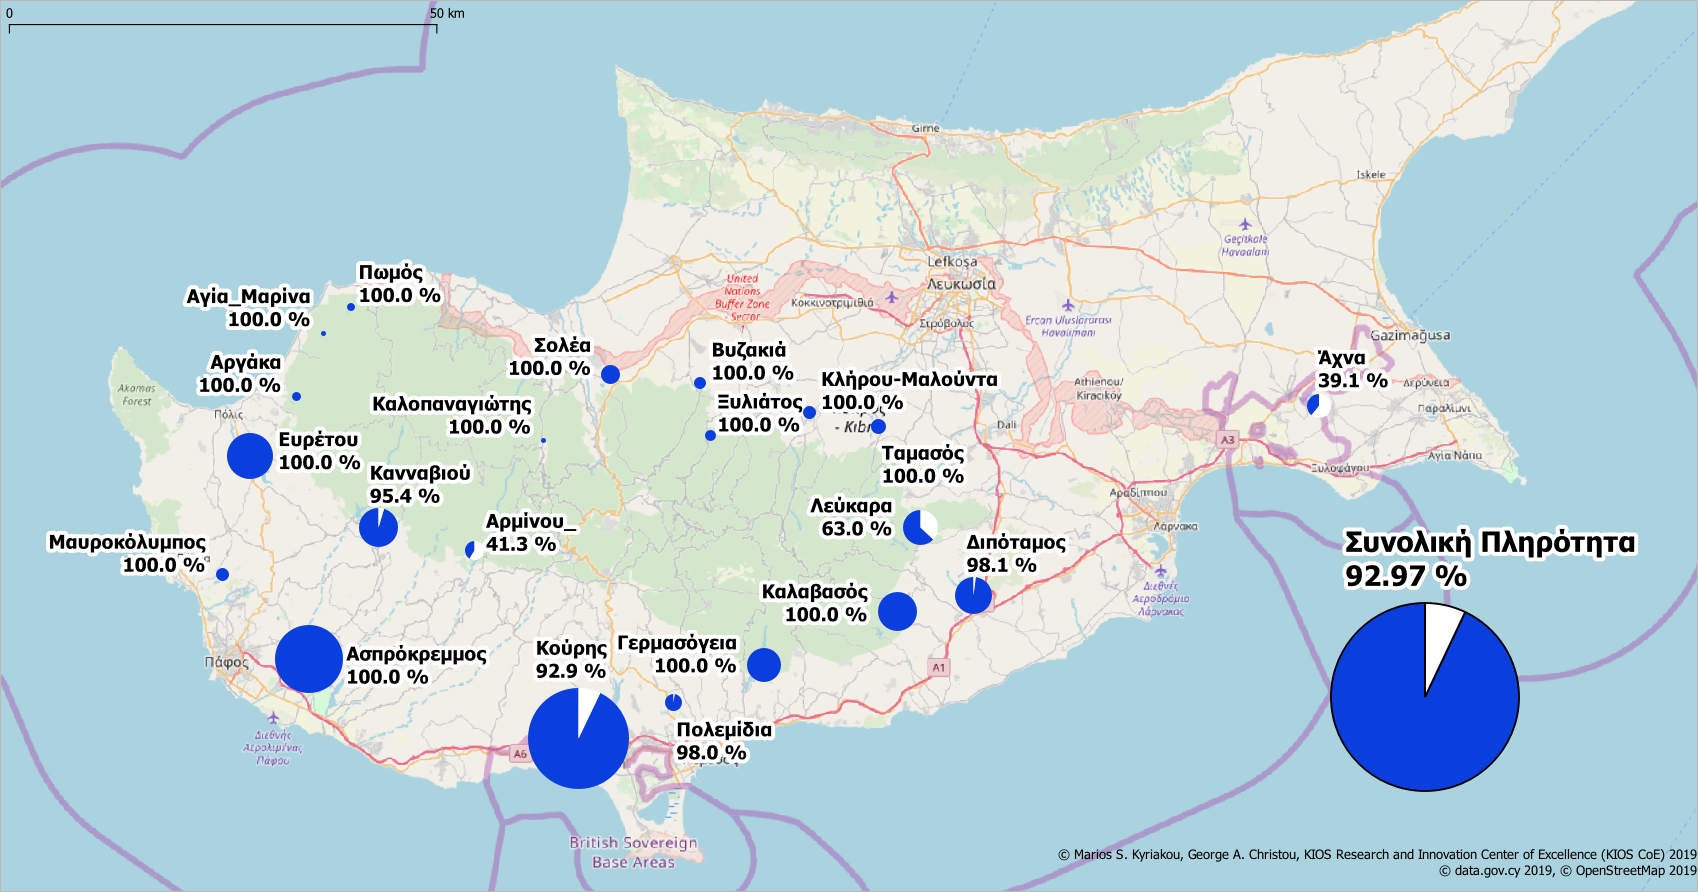 0
50 km
Girne
Iskele
Geçitkale
Havaalanı
Lefkoşa
Λευκωσία
United
Nations
Buffer Zone
- Sector
Κοκκινοτριμιθιά
Στρόβολος
Ercan Uluslararası
Havalimanı
Gazimağusa
Πωμός
100.0 %
Αγία_Μαρίνα
100.0 %
Σολέα
100.0 %
Βυζακιά
100.0 %
Άχνα
39.1 %
Αργάκα
100.0 %
Akamas
Forest
Πόλις
Κλήρου-Μαλούντα
100.0 %
Athienou/
Kiracıköy
Δερύνεια
Παραλίμνι
Καλοπαναγιώτης
100.0 %
Ξυλιάτος
100.0 %
Dali
A3
Ευρέτου
100.0 %
Ταμασός
100.0 %
Αγία Νάπα
Ξυλοφάγου
Κανναβιού
95.4 %
Αραδίππου
Λεύκαρα
63.0 %
Αρμίνου_
41.3 %
Λάρνακα
Μαυροκόλυμπος
100.0 %
Διπόταμος
98.1 %
Συνολική Πληρότητα
92.97 %
Καλαβασός
100.0 %
Διεθνής
Αεροδρόμιο
Λάρνακας
Γερμασόγεια
100.0 %
Κούρης
92.9 %
Ασπρόκρεμμος
100.0 %
Πάφος
A1
Πολεμίδια
98.0 %
Διεθνής
Αερολιμένας
Πάφου
A6
British Sovereign
Base Areas
© Marios S. Kyriakou, George A. Christou, KIOS Research and Innovation Center of Excellence (KIOS CoE) 2019
© data.gov.cy 2019, © OpenStreetMap 2019